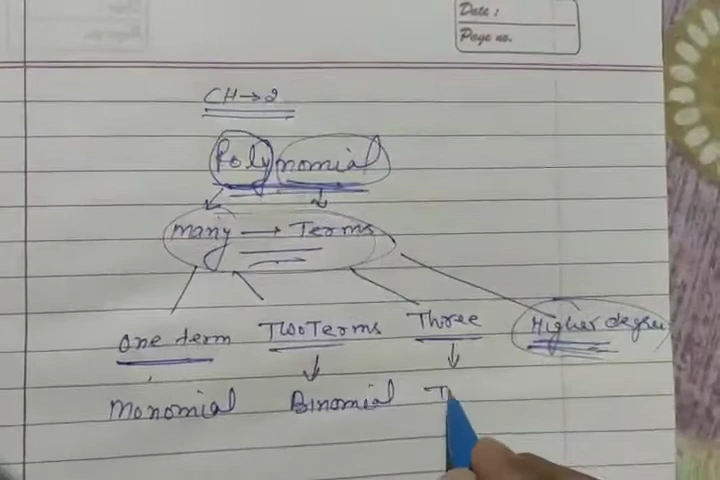 Date :
Page no.
CH→2
Polynomial
many → Terms
One term Two Terms Three Higher degree
Monomial Binomial T